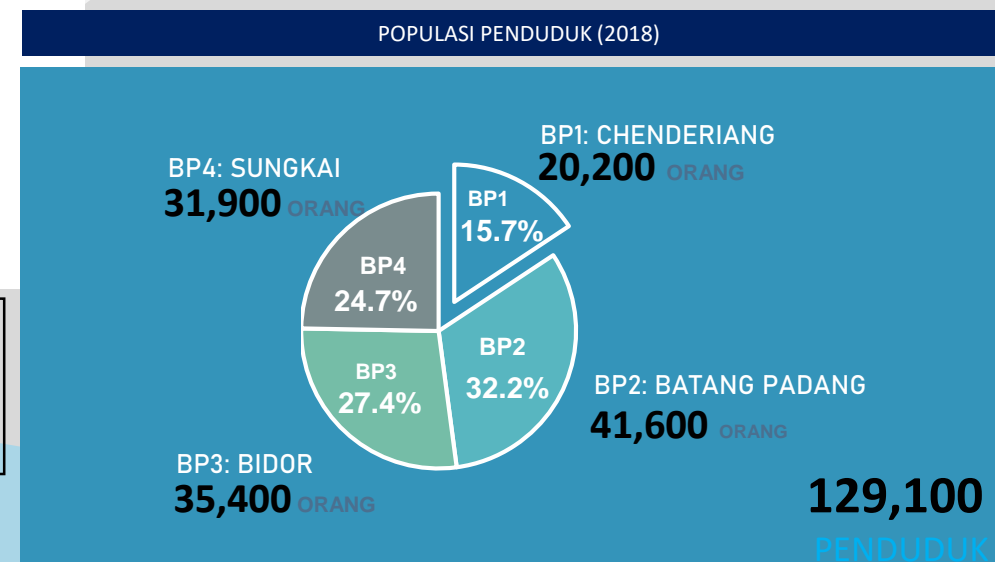 POPULASI PENDUDUK (2018)
BP1: CHENDERIANG
20,200 ORANG
BP4: SUNGKAI
31,900 ORANG
BP1
15.7%
BP4
24.7%
BP2
32.2%
BP3
27.4%
BP2: BATANG PADANG
41,600 ORANG
BP3: BIDOR
35,400 ORANG
129,100
PENDUDUK